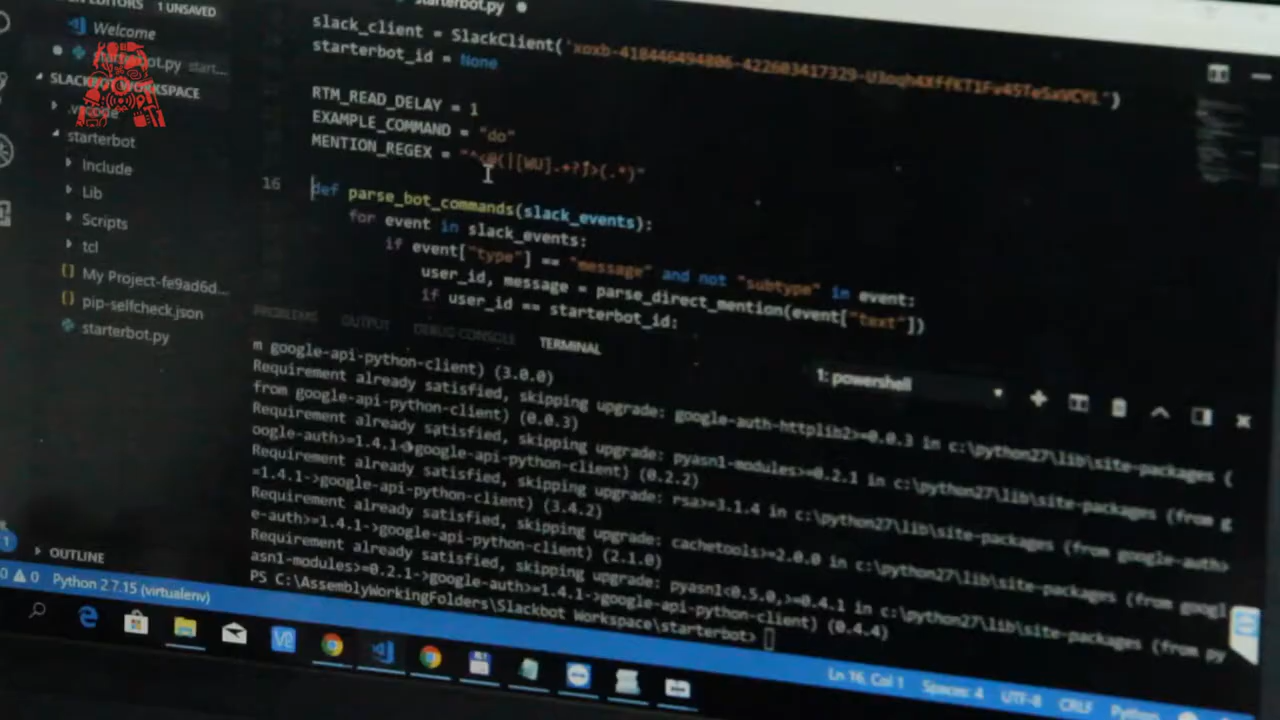 EDITORS 1 UNSAVED
Welcome
starterbot.py start...
SLACKBOT WORKSPACE
.vscode
starterbot
Include
Lib
Scripts
tcl
{} My Project-fe9ad6d...
{} pip-selfcheck.json
starterbot.py
OUTLINE
starterbot.py
slack_client = SlackClient('
starterbot_id = None
RTM_READ_DELAY = 1
EXAMPLE_COMMAND = "do"
MENTION_REGEX = "^<@(|[WU].+?)>(.*)"
16 def parse_bot_commands(slack_events):
for event in slack_events:
if event["type"] == "message" and not "subtype" in event:
user_id, message = parse_direct_mention(event["text"])
if user_id == starterbot_id:
PROBLEMS OUTPUT DEBUG CONSOLE TERMINAL
1: powershell
m google-api-python-client) (3.0.0)
Requirement already satisfied, skipping upgrade: google-auth-httplib2>=0.0.3 in c:\python27\lib\site-packages (
from google-api-python-client) (0.0.3)
Requirement already satisfied, skipping upgrade: pyasn1-modules>=0.2.1 in c:\python27\lib\site-packages (from g
oogle-auth>=1.4.1->google-api-python-client) (0.2.2)
Requirement already satisfied, skipping upgrade: rsa>=3.1.4 in c:\python27\lib\site-packages (from google-auth>
=1.4.1->google-api-python-client) (3.4.2)
Requirement already satisfied, skipping upgrade: cachetools>=2.0.0 in c:\python27\lib\site-packages (from googl
e-auth>=1.4.1->google-api-python-client) (2.1.0)
Requirement already satisfied, skipping upgrade: pyasn1<0.5.0,>=0.4.1 in c:\python27\lib\site-packages (from py
asn1-modules>=0.2.1->google-auth>=1.4.1->google-api-python-client) (0.4.4)
PS C:\AssemblyWorkingFolders\Slackbot Workspace\starterbot>
0 0 Python 2.7.15 (virtualenv)
Ln 16, Col 1 Spaces: 4 UTF-8 CRLF Python